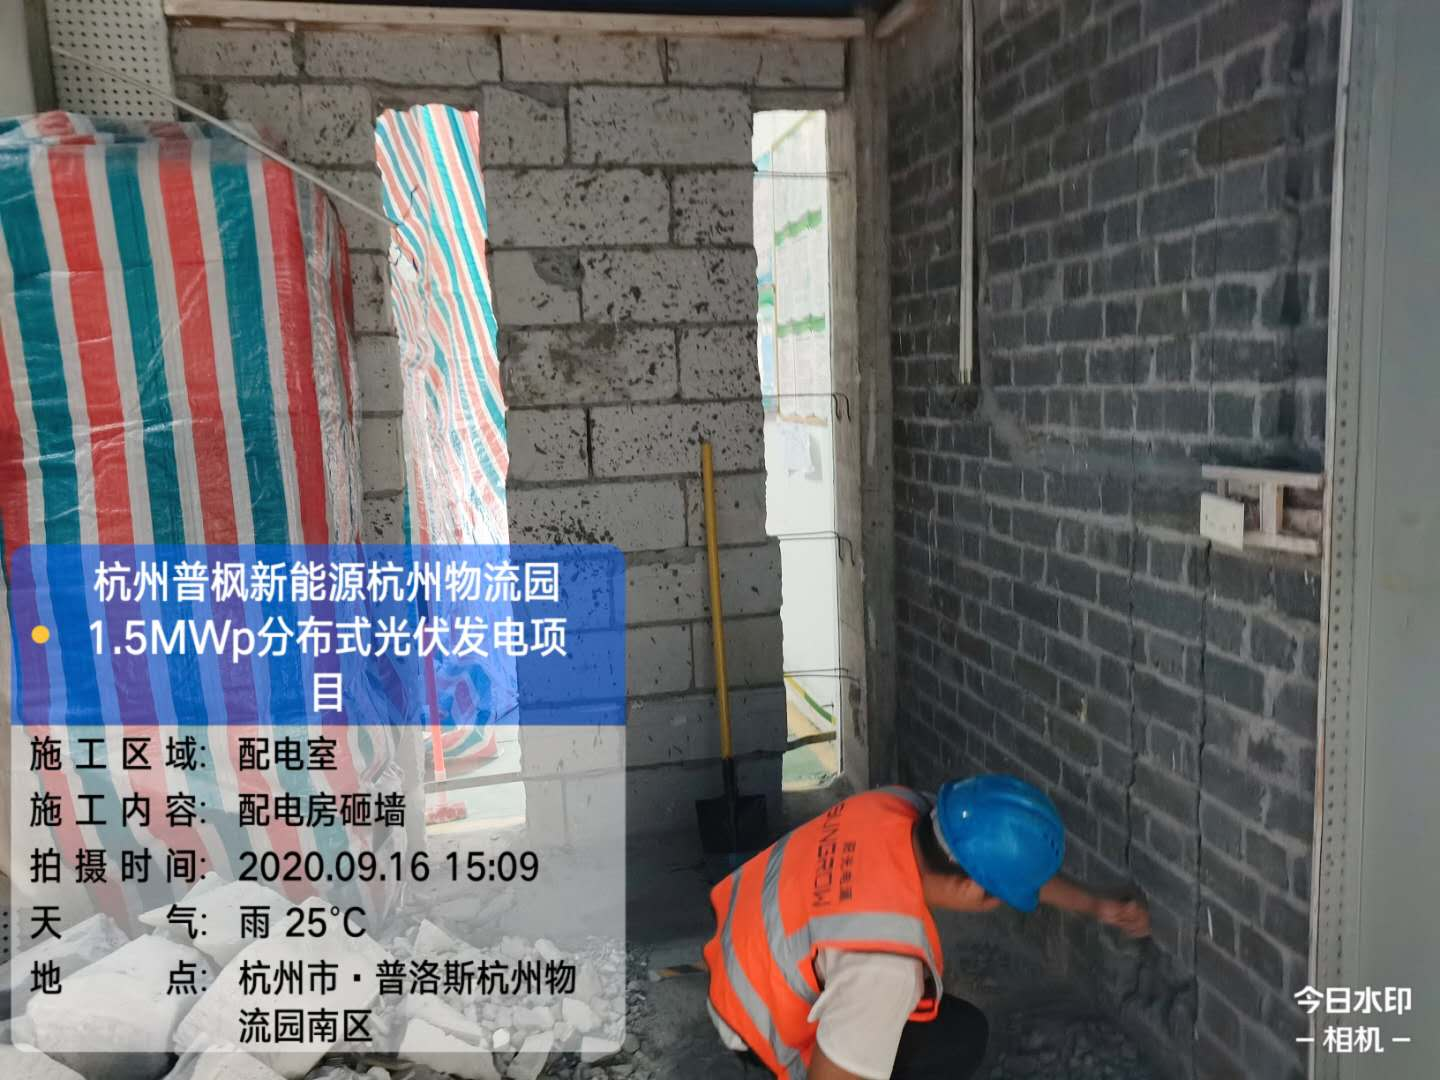 杭州普枫新能源杭州物流园
1.5MWp分布式光伏发电项
目
施工区域: 配电室
施工内容: 配电房砸墙
拍摄时间: 2020.09.16 15:09
天气: 雨 25°C
地点: 杭州市·普洛斯杭州物
流园南区
阳光电源
今日水印
相机